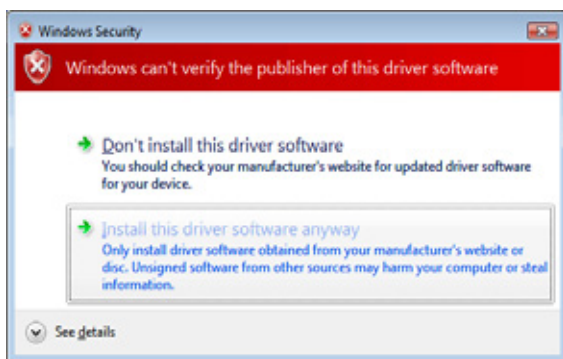 Windows Security
Windows can't verify the publisher of this driver software
Don't install this driver software
You should check your manufacturer's website for updated driver software
for your device.
Install this driver software anyway
Only install driver software obtained from your manufacturer's website or
disc. Unsigned software from other sources may harm your computer or steal
information.
See details